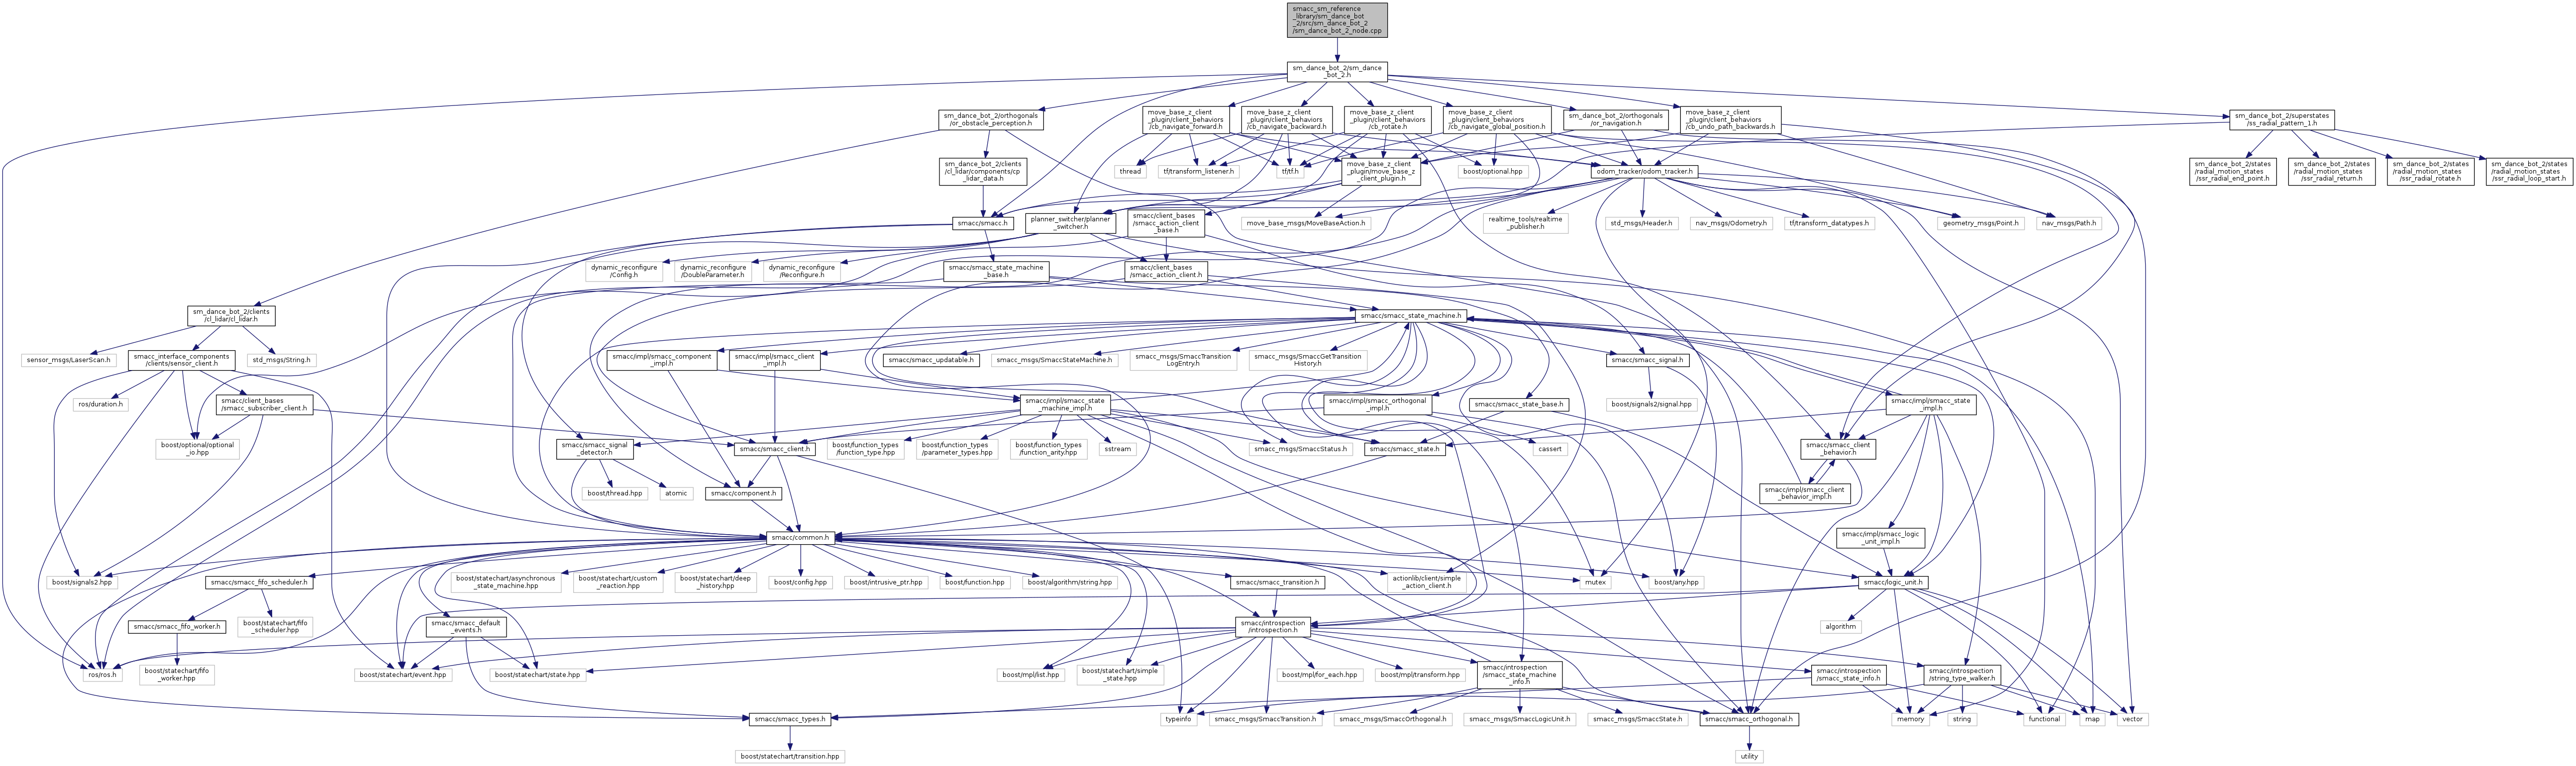 smacc_sm_reference
_library/sm_dance_bot
_2/src/sm_dance_bot_2
/sm_dance_bot_2_node.cpp
sm_dance_bot_2/sm_dance
_bot_2.h
sm_dance_bot_2/orthogonals
/or_obstacle_perception.h
move_base_z_client
_plugin/client_behaviors
/cb_navigate_forward.h
move_base_z_client
_plugin/client_behaviors
/cb_navigate_backward.h
move_base_z_client
_plugin/client_behaviors
/cb_rotate.h
move_base_z_client
_plugin/client_behaviors
/cb_navigate_global_position.h
sm_dance_bot_2/orthogonals
/or_navigation.h
move_base_z_client
_plugin/client_behaviors
/cb_undo_path_backwards.h
sm_dance_bot_2/superstates
/ss_radial_pattern_1.h
sm_dance_bot_2/clients
/cl_lidar/components/cp
_lidar_data.h
thread
tf/transform_listener.h
tf/tf.h
move_base_z_client
_plugin/move_base_z
_client_plugin.h
boost/optional.hpp
odom_tracker/odom_tracker.h
sm_dance_bot_2/states
/radial_motion_states
/ssr_radial_end_point.h
sm_dance_bot_2/states
/radial_motion_states
/ssr_radial_return.h
sm_dance_bot_2/states
/radial_motion_states
/ssr_radial_rotate.h
sm_dance_bot_2/states
/radial_motion_states
/ssr_radial_loop_start.h
smacc/smacc.h
planner_switcher/planner
_switcher.h
smacc/client_bases
/smacc_action_client
_base.h
move_base_msgs/MoveBaseAction.h
realtime_tools/realtime
_publisher.h
std_msgs/Header.h
nav_msgs/Odometry.h
tf/transform_datatypes.h
geometry_msgs/Point.h
nav_msgs/Path.h
dynamic_reconfigure
/Config.h
dynamic_reconfigure
/DoubleParameter.h
dynamic_reconfigure
/Reconfigure.h
smacc/smacc_state_machine
_base.h
smacc/client_bases
/smacc_action_client.h
sm_dance_bot_2/clients
/cl_lidar/cl_lidar.h
smacc/smacc_state_machine.h
sensor_msgs/LaserScan.h
smacc_interface_components
/clients/sensor_client.h
std_msgs/String.h
smacc/impl/smacc_component
_impl.h
smacc/impl/smacc_client
_impl.h
smacc/smacc_updatable.h
smacc_msgs/SmaccStateMachine.h
smacc_msgs/SmaccTransition
LogEntry.h
smacc_msgs/SmaccGetTransition
History.h
smacc/smacc_signal.h
ros/duration.h
smacc/client_bases
/smacc_subscriber_client.h
smacc/impl/smacc_state
_machine_impl.h
smacc/impl/smacc_orthogonal
_impl.h
smacc/smacc_state_base.h
boost/signals2/signal.hpp
smacc/impl/smacc_state
_impl.h
boost/optional/optional
_io.hpp
smacc/smacc_signal
_detector.h
smacc/smacc_client.h
boost/function_types
/function_type.hpp
boost/function_types
/parameter_types.hpp
boost/function_types
/function_arity.hpp
sstream
smacc_msgs/SmaccStatus.h
smacc/smacc_state.h
cassert
smacc/smacc_client
_behavior.h
boost/thread.hpp
atomic
smacc/component.h
smacc/impl/smacc_client
_behavior_impl.h
smacc/common.h
smacc/impl/smacc_logic
_unit_impl.h
boost/signals2.hpp
smacc/smacc_fifo_scheduler.h
boost/statechart/asynchronous
_state_machine.hpp
boost/statechart/custom
_reaction.hpp
boost/statechart/deep
_history.hpp
boost/config.hpp
boost/intrusive_ptr.hpp
boost/function.hpp
boost/algorithm/string.hpp
smacc/smacc_transition.h
actionlib/client/simple
_action_client.h
mutex
boost/any.hpp
smacc/logic_unit.h
smacc/smacc_fifo_worker.h
boost/statechart/fifo
_scheduler.hpp
smacc/smacc_default
_events.h
smacc/introspection
/introspection.h
algorithm
ros/ros.h
boost/statechart/fifo
_worker.hpp
boost/statechart/event.hpp
boost/statechart/state.hpp
boost/mpl/list.hpp
boost/statechart/simple
_state.hpp
boost/mpl/for_each.hpp
boost/mpl/transform.hpp
smacc/introspection
/smacc_state_machine
_info.h
smacc/introspection
/smacc_state_info.h
smacc/introspection
/string_type_walker.h
smacc/smacc_types.h
typeinfo
smacc_msgs/SmaccTransition.h
smacc_msgs/SmaccOrthogonal.h
smacc_msgs/SmaccLogicUnit.h
smacc_msgs/SmaccState.h
smacc/smacc_orthogonal.h
memory
string
functional
map
vector
boost/statechart/transition.hpp
utility